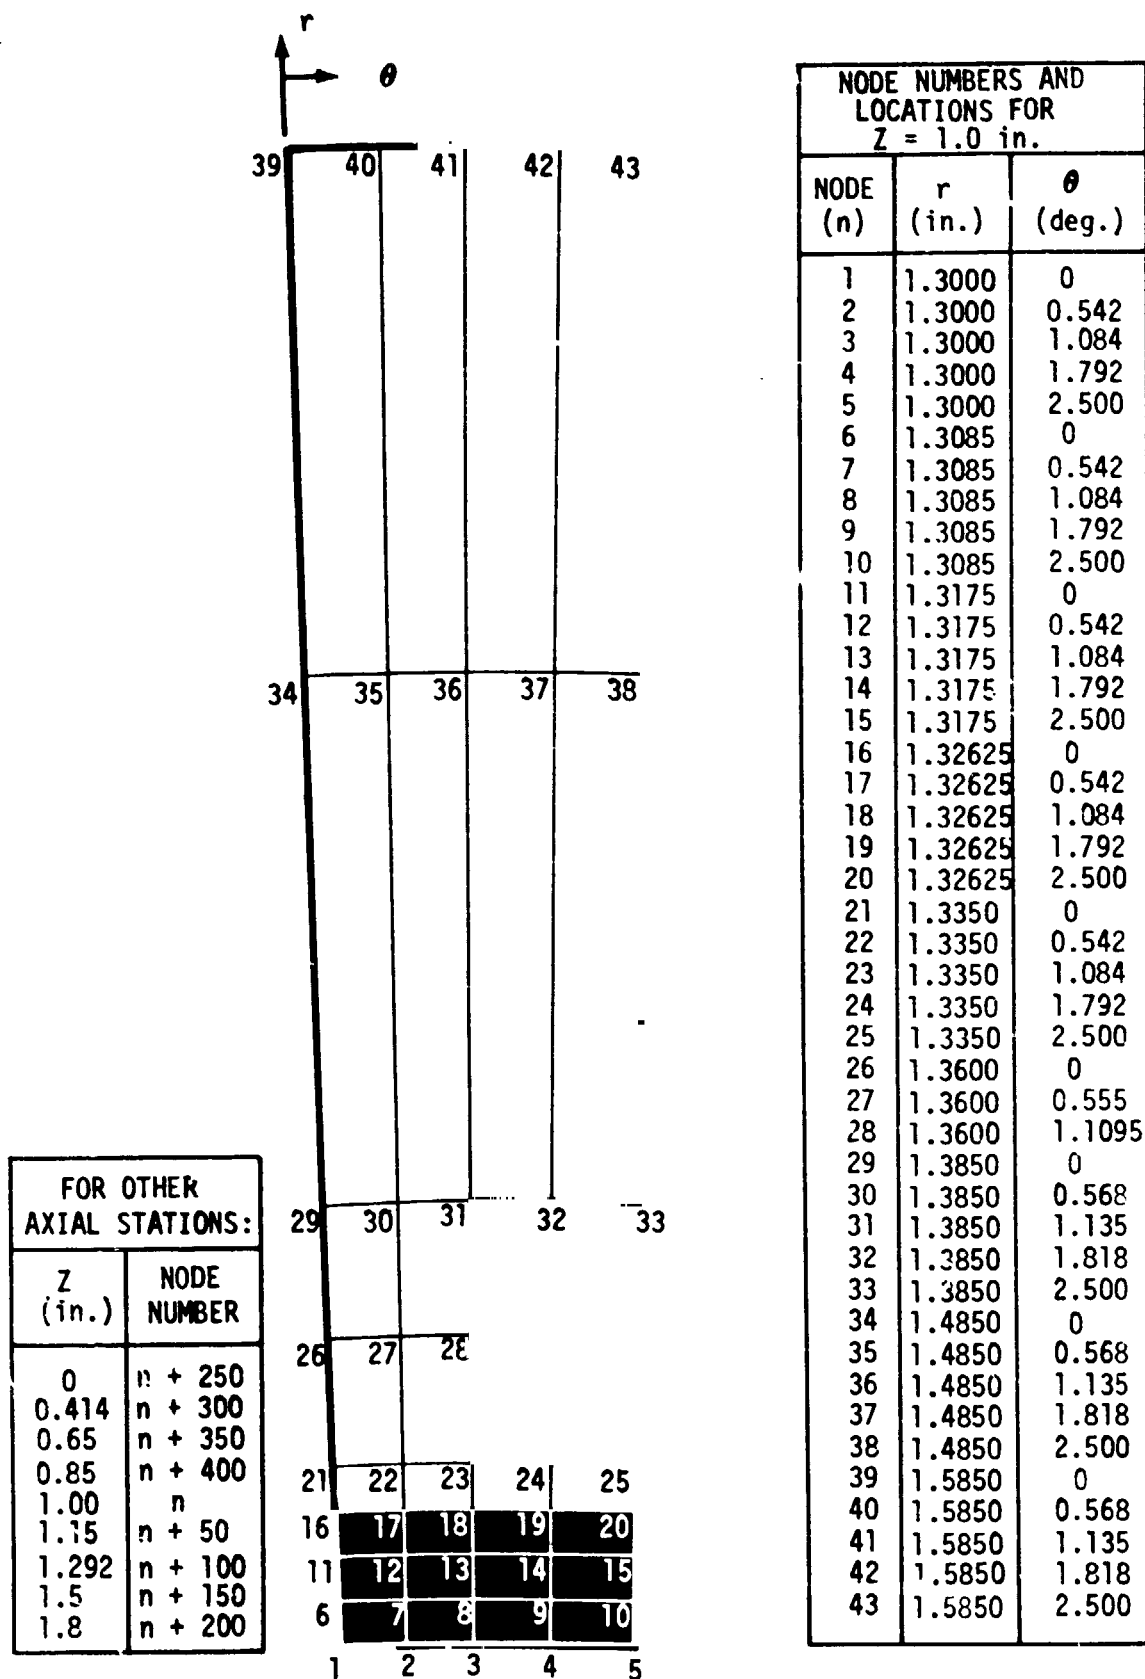 r
θ
39 40 41 42 43
34 35 36 37 38
29 30 31 32 33
26 27 28
21 22 23 24 25
16 17 18 19 20
11 12 13 14 15
6 7 8 9 10
1 2 3 4 5
FOR OTHER
AXIAL STATIONS:
Z NODE
(in.) NUMBER
0 n + 250
0.414 n + 300
0.65 n + 350
0.85 n + 400
1.00 n
1.15 n + 50
1.292 n + 100
1.5 n + 150
1.8 n + 200
NODE NUMBERS AND
LOCATIONS FOR
Z = 1.0 in.
NODE r θ
(n) (in.) (deg.)
1 1.3000 0
2 1.3000 0.542
3 1.3000 1.084
4 1.3000 1.792
5 1.3000 2.500
6 1.3085 0
7 1.3085 0.542
8 1.3085 1.084
9 1.3085 1.792
10 1.3085 2.500
11 1.3175 0
12 1.3175 0.542
13 1.3175 1.084
14 1.3175 1.792
15 1.3175 2.500
16 1.32625 0
17 1.32625 0.542
18 1.32625 1.084
19 1.32625 1.792
20 1.32625 2.500
21 1.3350 0
22 1.3350 0.542
23 1.3350 1.084
24 1.3350 1.792
25 1.3350 2.500
26 1.3600 0
27 1.3600 0.555
28 1.3600 1.1095
29 1.3850 0
30 1.3850 0.568
31 1.3850 1.135
32 1.3850 1.818
33 1.3850 2.500
34 1.4850 0
35 1.4850 0.568
36 1.4850 1.135
37 1.4850 1.818
38 1.4850 2.500
39 1.5850 0
40 1.5850 0.568
41 1.5850 1.135
42 1.5850 1.818
43 1.5850 2.500